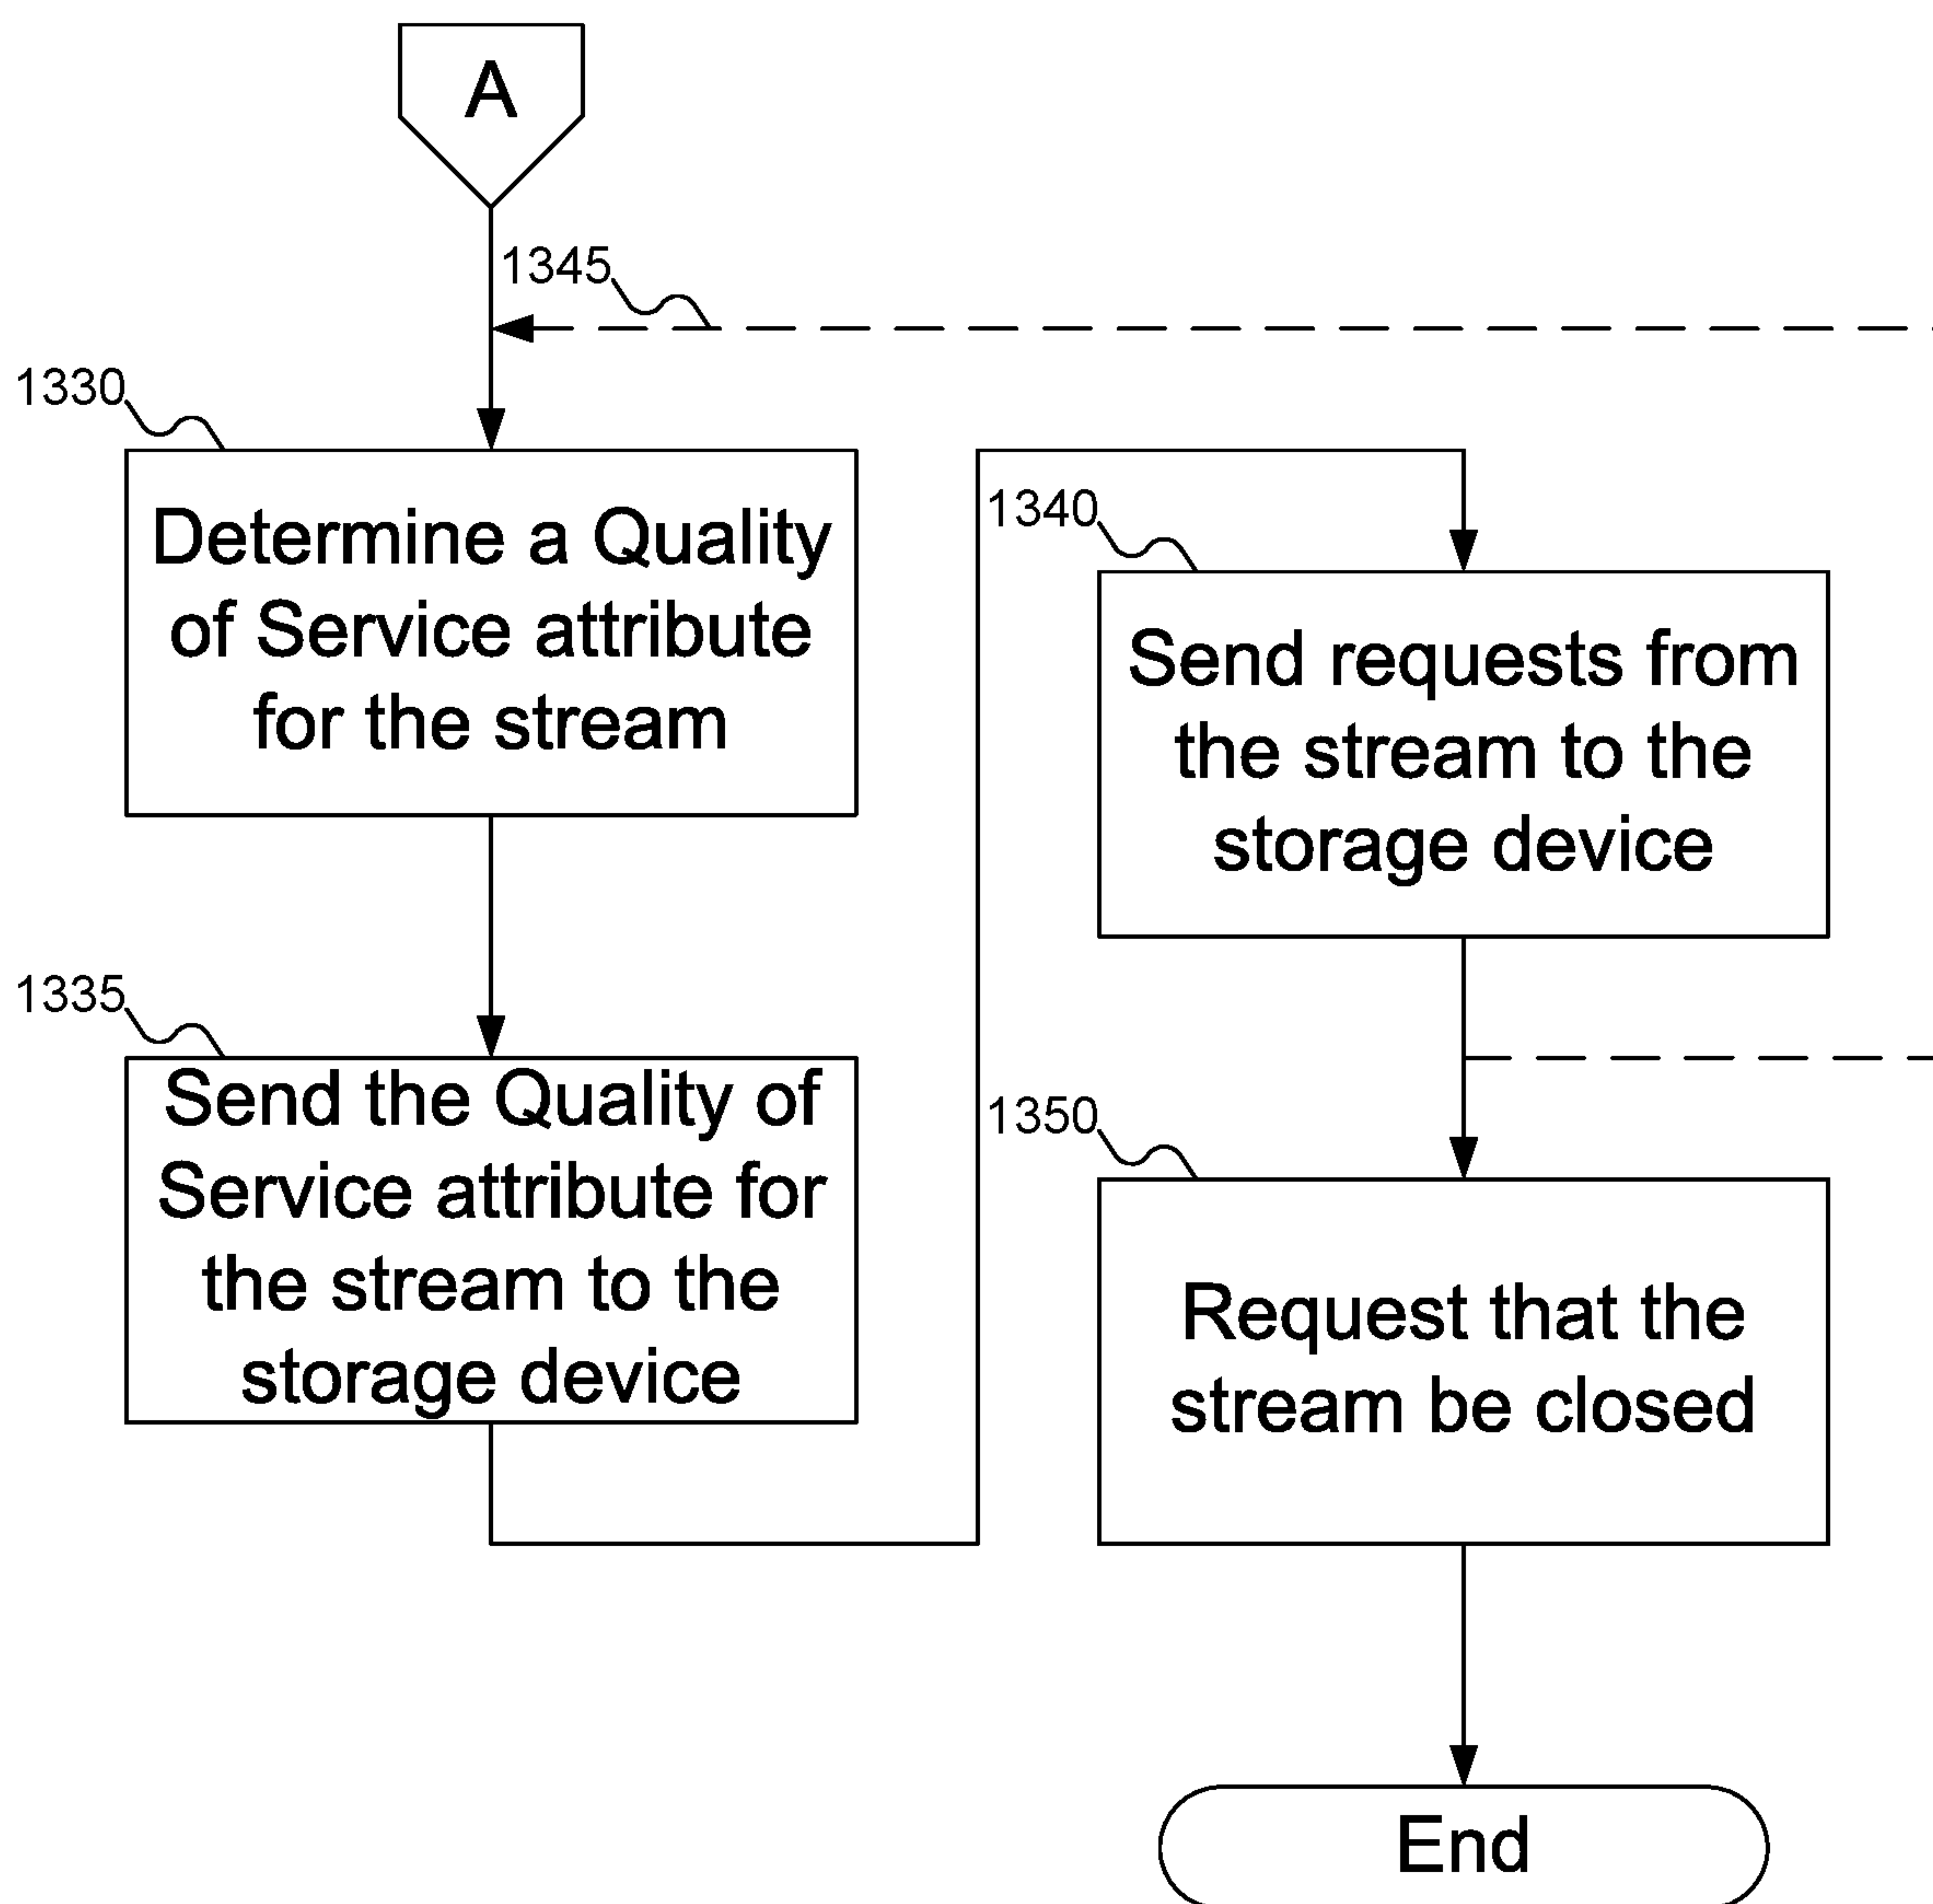 A
1345
1330
Determine a Quality
of Service attribute
for the stream
1335
Send the Quality of
Service attribute for
the stream to the
storage device
1340
Send requests from
the stream to the
storage device
1350
Request that the
stream be closed
End